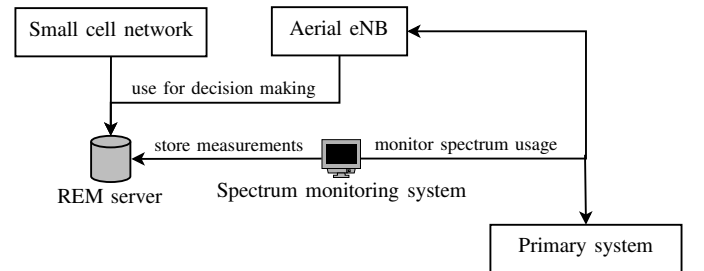 Small cell network
Aerial eNB
use for decision making
store measurements
monitor spectrum usage
REM server
Spectrum monitoring system
Primary system